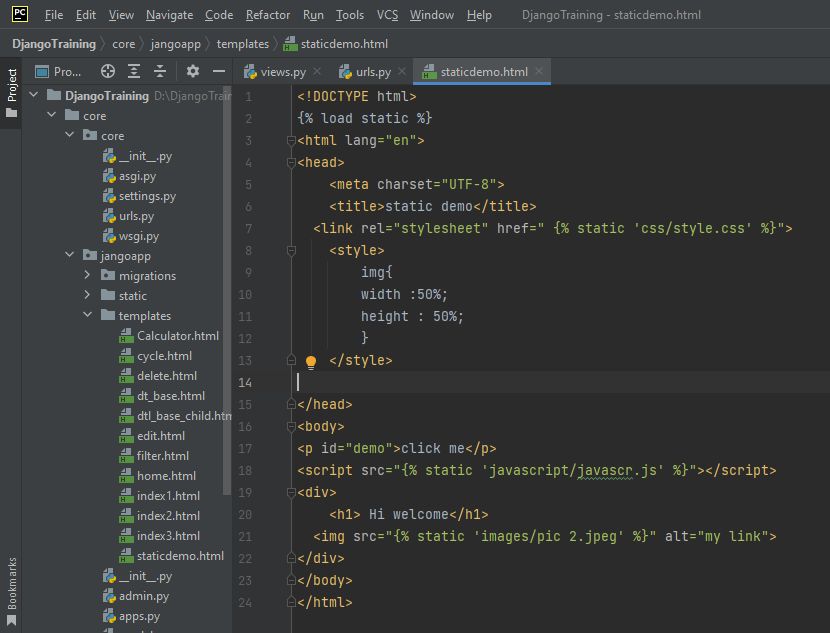 PC File Edit View Navigate Code Refactor Run Tools VCS Window Help DjangoTraining - staticdemo.html
DjangoTraining core jangoapp templates staticdemo.html
Project
Pro... views.py urls.py staticdemo.html
DjangoTraining D:\DjangoTrain
core
core
__init__.py
asgi.py
settings.py
urls.py
wsgi.py
jangoapp
migrations
static
templates
Calculator.html
cycle.html
delete.html
dt_base.html
dtl_base_child.htm
edit.html
filter.html
home.html
index1.html
index2.html
index3.html
staticdemo.html
__init__.py
admin.py
apps.py
Bookmarks
1 <!DOCTYPE html>
2 {% load static %}
3 <html lang="en">
4 <head>
5 <meta charset="UTF-8">
6 <title>static demo</title>
7 <link rel="stylesheet" href=" {% static 'css/style.css' %}">
8 <style>
9 img{
10 width :50%;
11 height : 50%;
12 }
13 </style>
14
15 </head>
16 <body>
17 <p id="demo">click me</p>
18 <script src="{% static 'javascript/javascr.js' %}"></script>
19 <div>
20 <h1> Hi welcome</h1>
21 <img src="{% static 'images/pic 2.jpeg' %}" alt="my link">
22 </div>
23 </body>
24 </html>